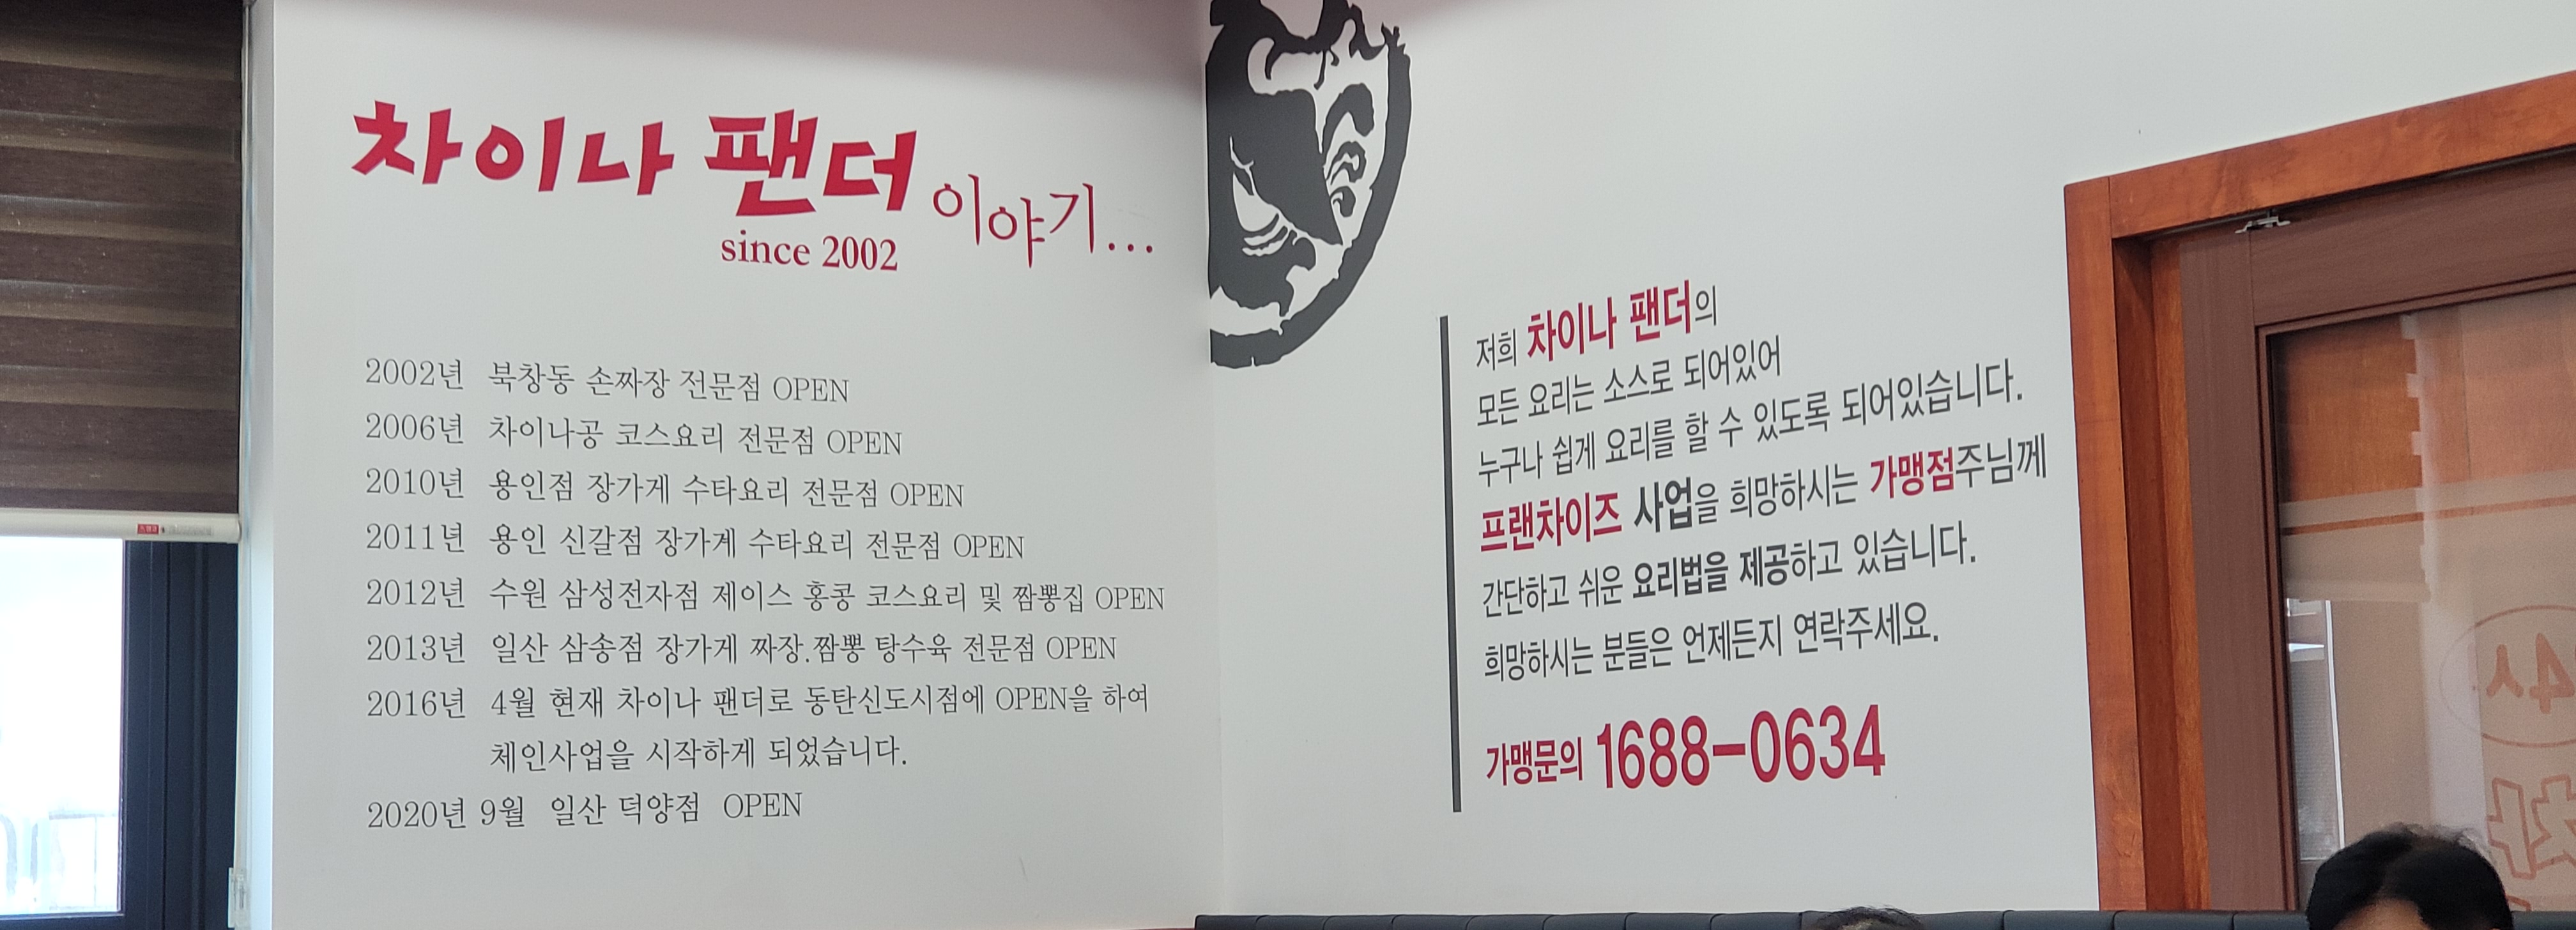 차이나 팬더 이야기...
since 2002
2002년 북창동 손짜장 전문점 OPEN
2006년 차이나공 코스요리 전문점 OPEN
2010년 용인점 장가게 수타요리 전문점 OPEN
2011년 용인 신갈점 장가계 수타요리 전문점 OPEN
2012년 수원 삼성전자점 제이스 홍콩 코스요리 및 짬뽕집 OPEN
2013년 일산 삼송점 장가게 짜장.짬뽕 탕수육 전문점 OPEN
2016년 4월 현재 차이나 팬더로 동탄신도시점에 OPEN을 하여
체인사업을 시작하게 되었습니다.
2020년 9월 일산 덕양점 OPEN
저희 차이나 팬더의
모든 요리는 소스로 되어있어
누구나 쉽게 요리를 할 수 있도록 되어있습니다.
프랜차이즈 사업을 희망하시는 가맹점주님께
간단하고 쉬운 요리법을 제공하고 있습니다.
희망하시는 분들은 언제든지 연락주세요.
가맹문의 1688-0634